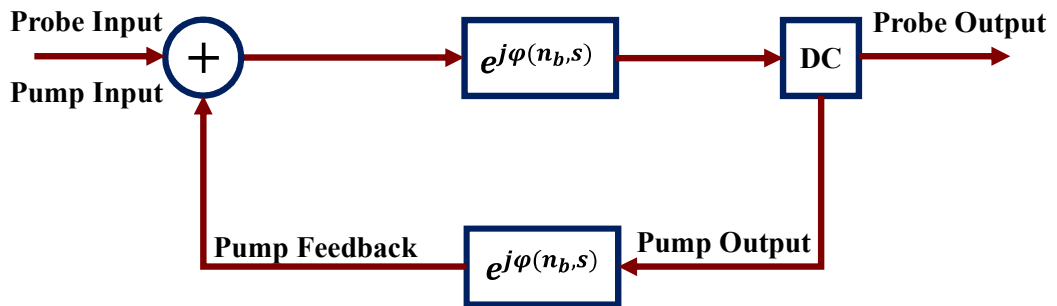 Probe Input
Pump Input
+
e^{jφ(n_b,s)}
DC
Probe Output
Pump Feedback
e^{jφ(n_b,s)}
Pump Output